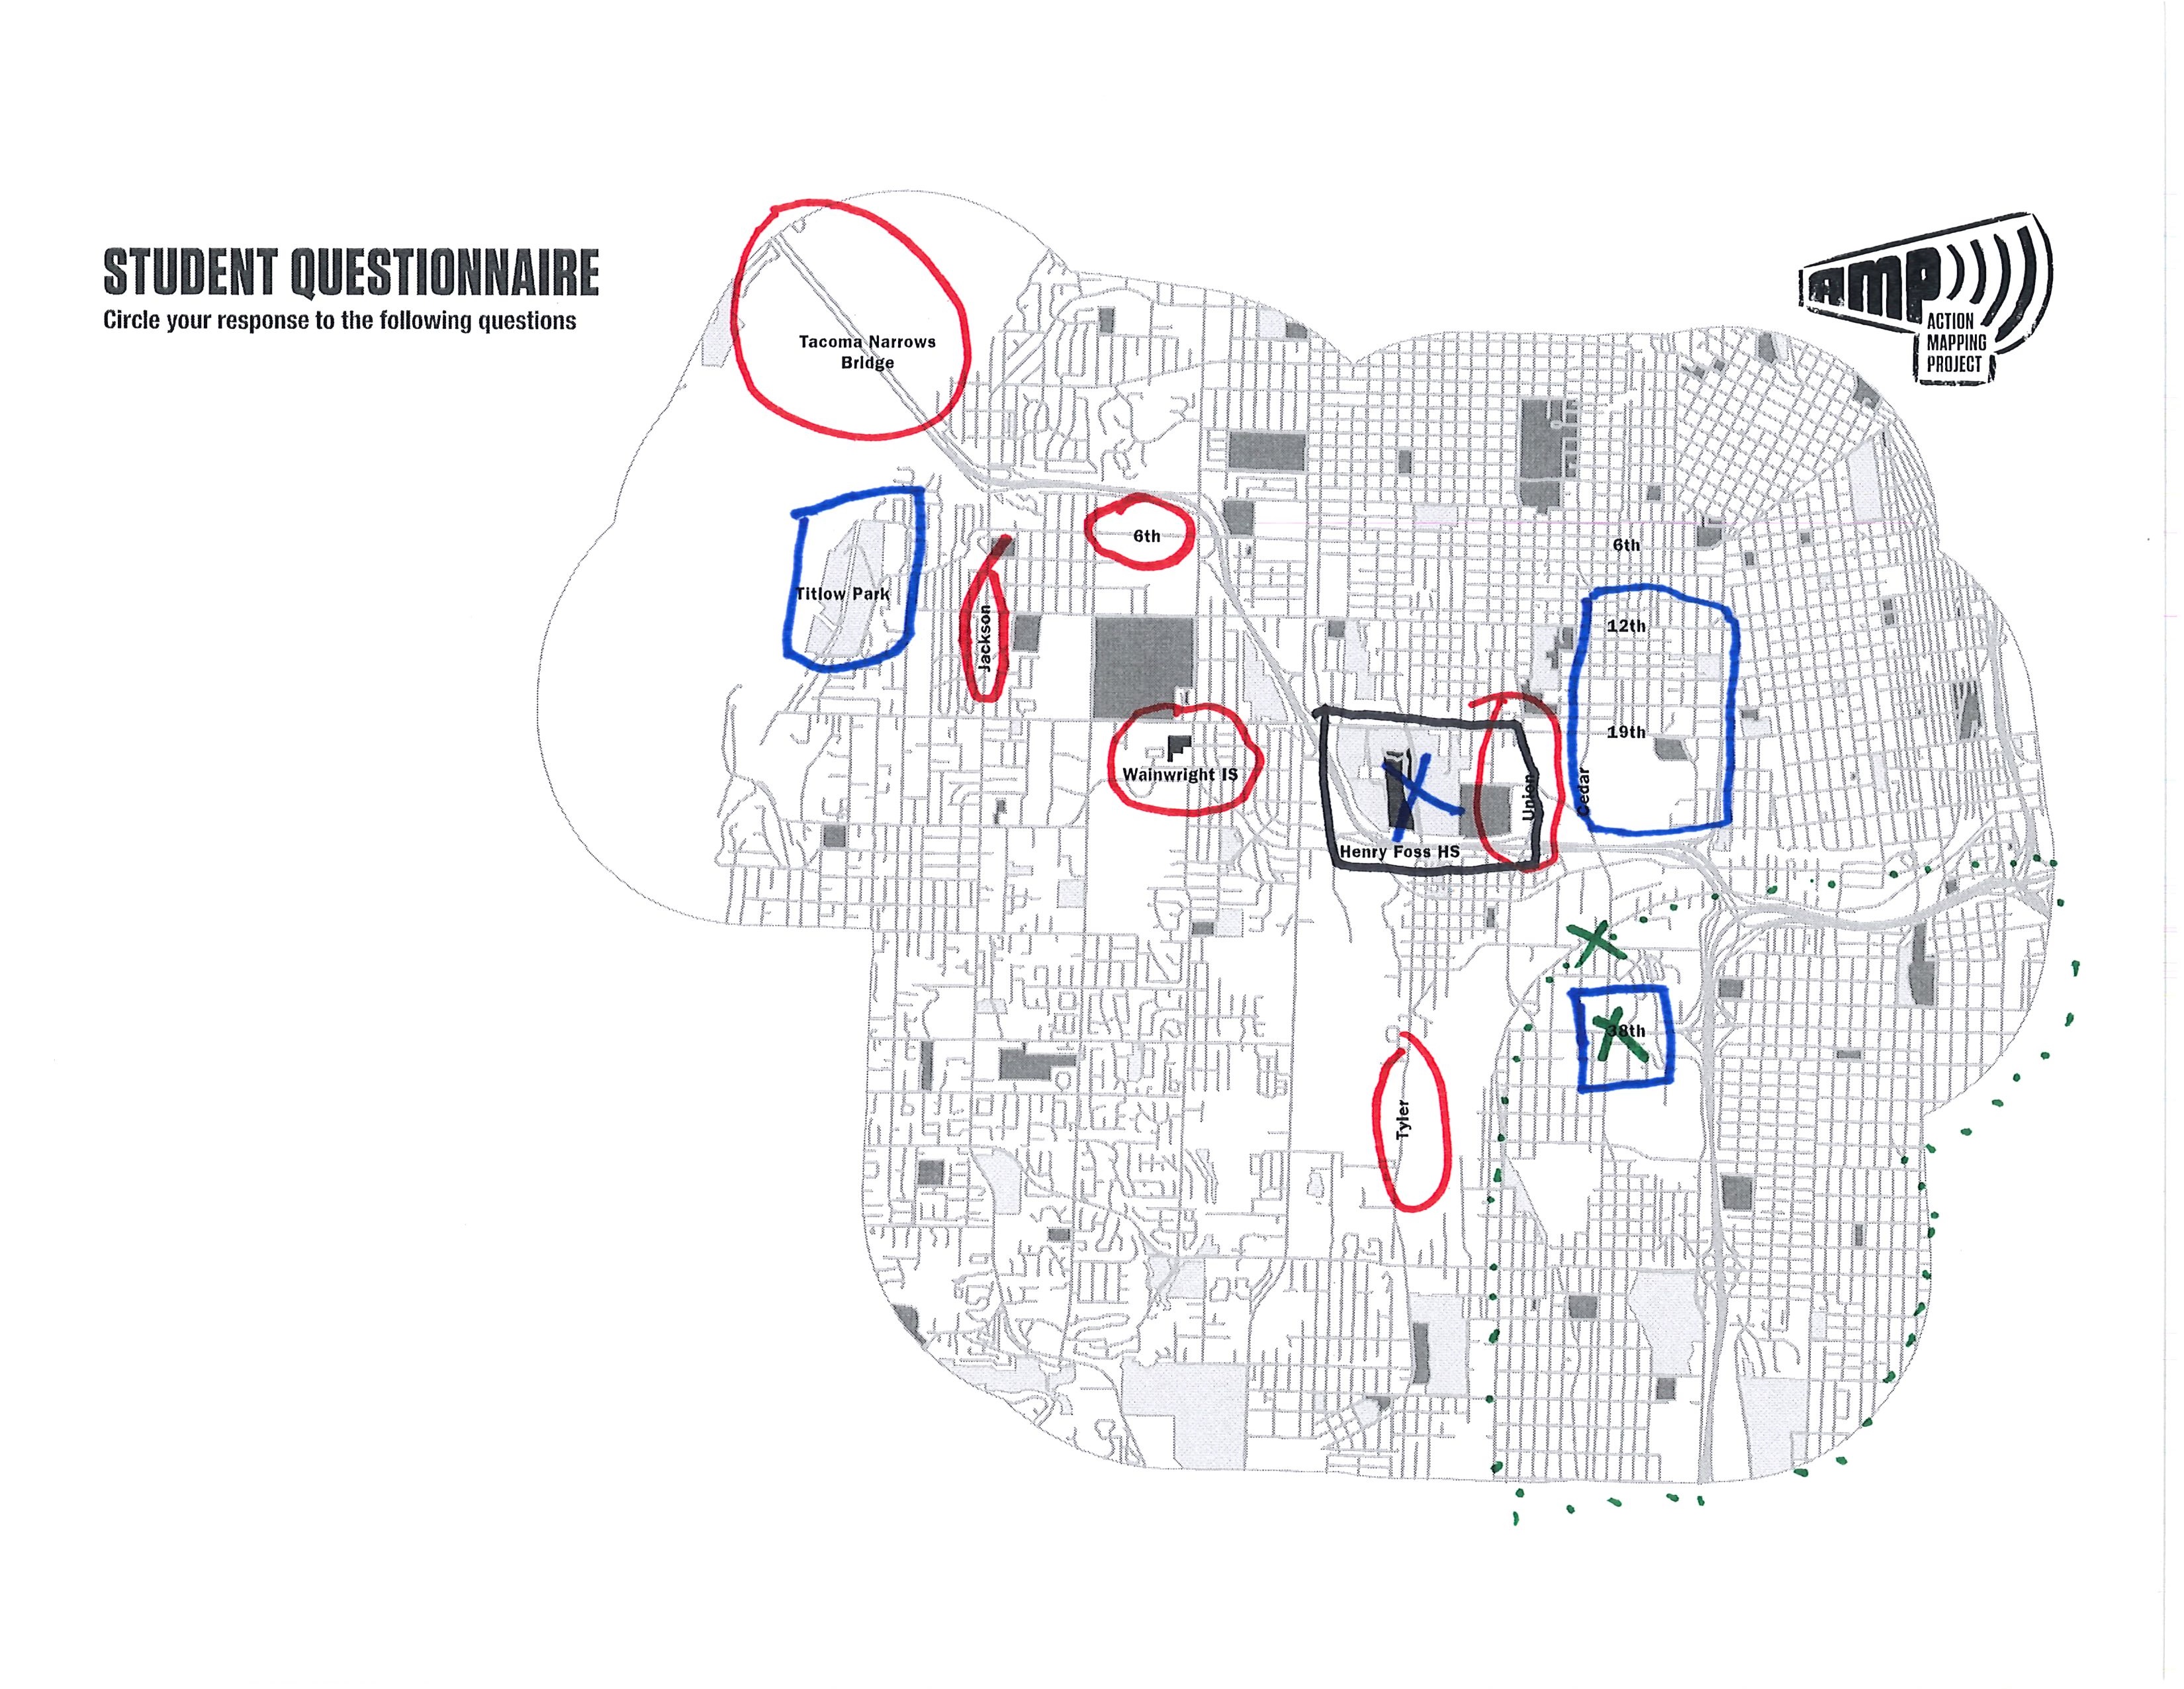 STUDENT QUESTIONNAIRE
Circle your response to the following questions
AMP
ACTION
MAPPING
PROJECT
Tacoma Narrows
Bridge
6th
6th
Titlow Park
Jackson
12th
19th
Wainwright IS
Union
Cedar
Henry Foss HS
38th
Tyler